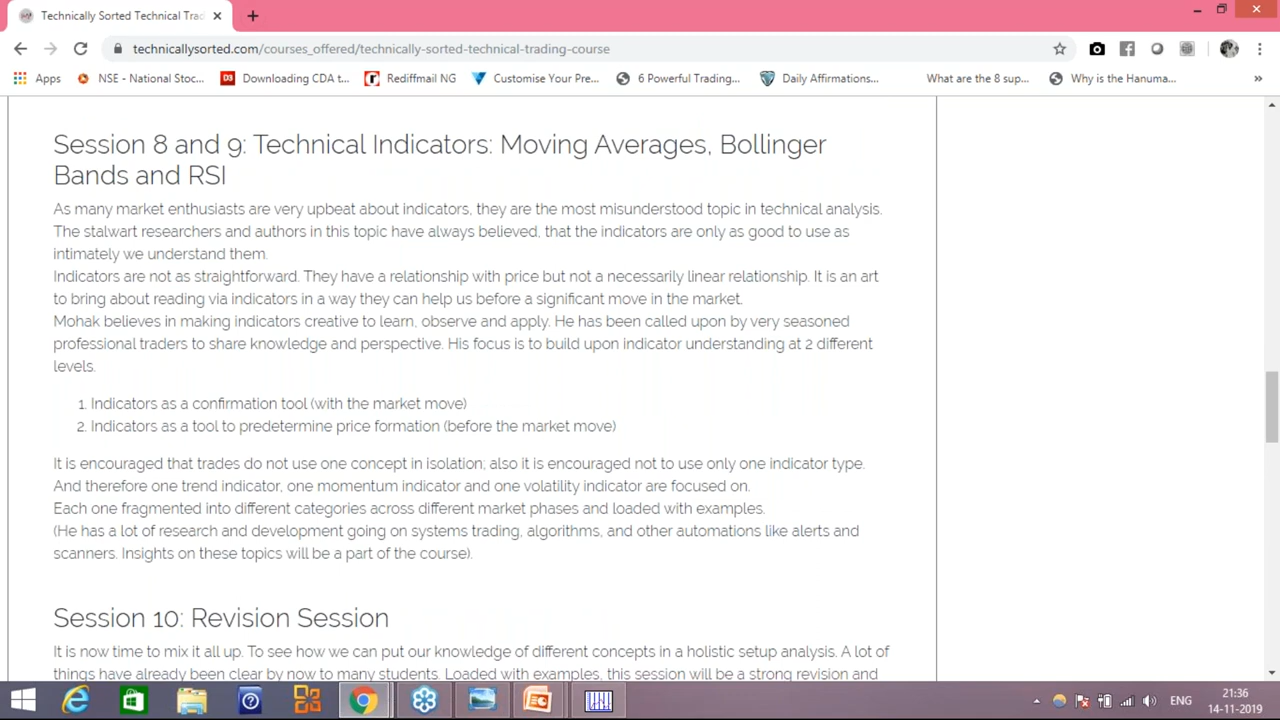 Technically Sorted Technical Trad
technicallysorted.com/courses_offered/technically-sorted-technical-trading-course
Apps NSE - National Stoc... Downloading CDA t... Rediffmail NG Customise Your Pre... 6 Powerful Trading... Daily Affirmations... What are the 8 sup... Why is the Hanuma... »
Session 8 and 9: Technical Indicators: Moving Averages, Bollinger
Bands and RSI
As many market enthusiasts are very upbeat about indicators, they are the most misunderstood topic in technical analysis.
The stalwart researchers and authors in this topic have always believed, that the indicators are only as good to use as
intimately we understand them.
Indicators are not as straightforward. They have a relationship with price but not a necessarily linear relationship. It is an art
to bring about reading via indicators in a way they can help us before a significant move in the market.
Mohak believes in making indicators creative to learn, observe and apply. He has been called upon by very seasoned
professional traders to share knowledge and perspective. His focus is to build upon indicator understanding at 2 different
levels.
1. Indicators as a confirmation tool (with the market move)
2. Indicators as a tool to predetermine price formation (before the market move)
It is encouraged that trades do not use one concept in isolation; also it is encouraged not to use only one indicator type.
And therefore one trend indicator, one momentum indicator and one volatility indicator are focused on.
Each one fragmented into different categories across different market phases and loaded with examples.
(He has a lot of research and development going on systems trading, algorithms, and other automations like alerts and
scanners. Insights on these topics will be a part of the course).
Session 10: Revision Session
It is now time to mix it all up. To see how we can put our knowledge of different concepts in a holistic setup analysis. A lot of
things have already been clear by now to many students. Loaded with examples, this session will be a strong revision and
ENG
21:36
14-11-2019